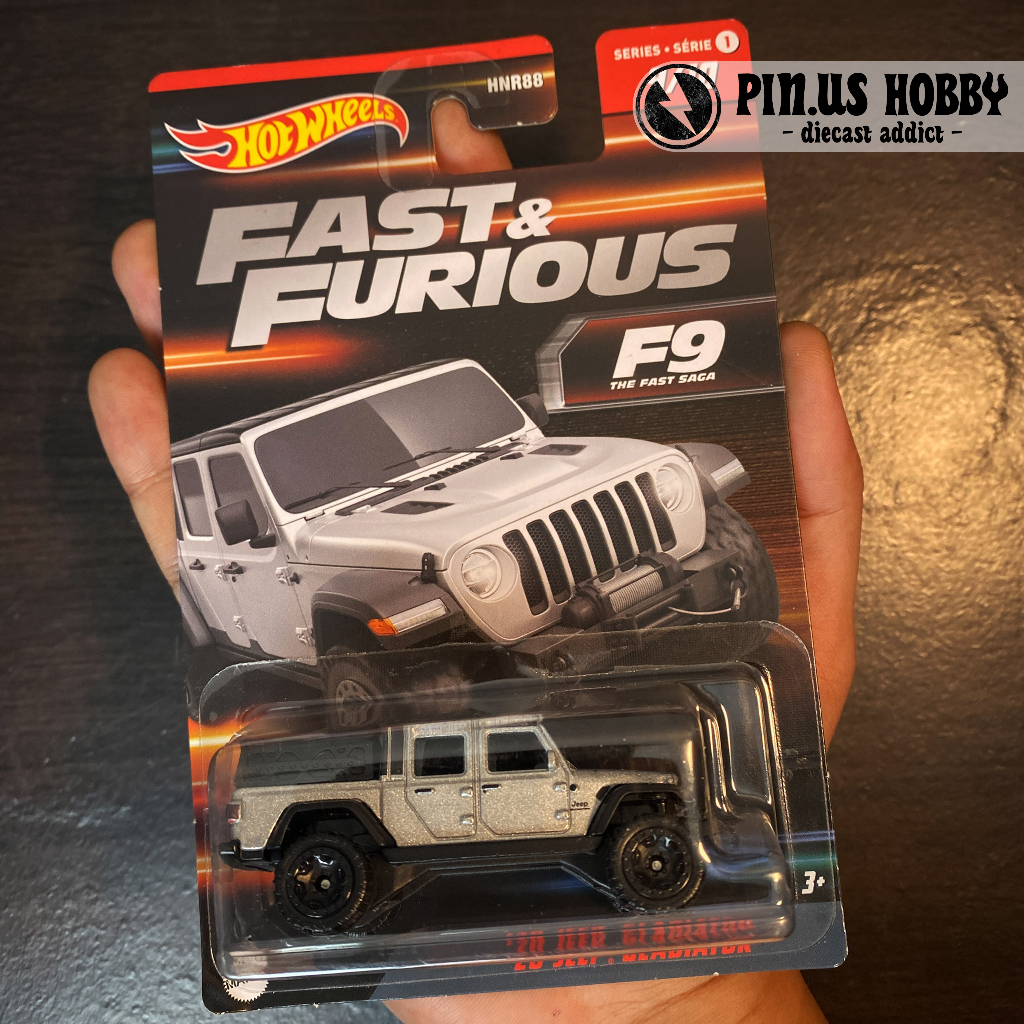 HNR88
SERIES • SÉRIE 1
PIN.US HOBBY
- diecast addict -
HOT WHEELS
FAST &
FURIOUS
F9
THE FAST SAGA
Jeep
3+
'20 JEEP® GLADIATOR